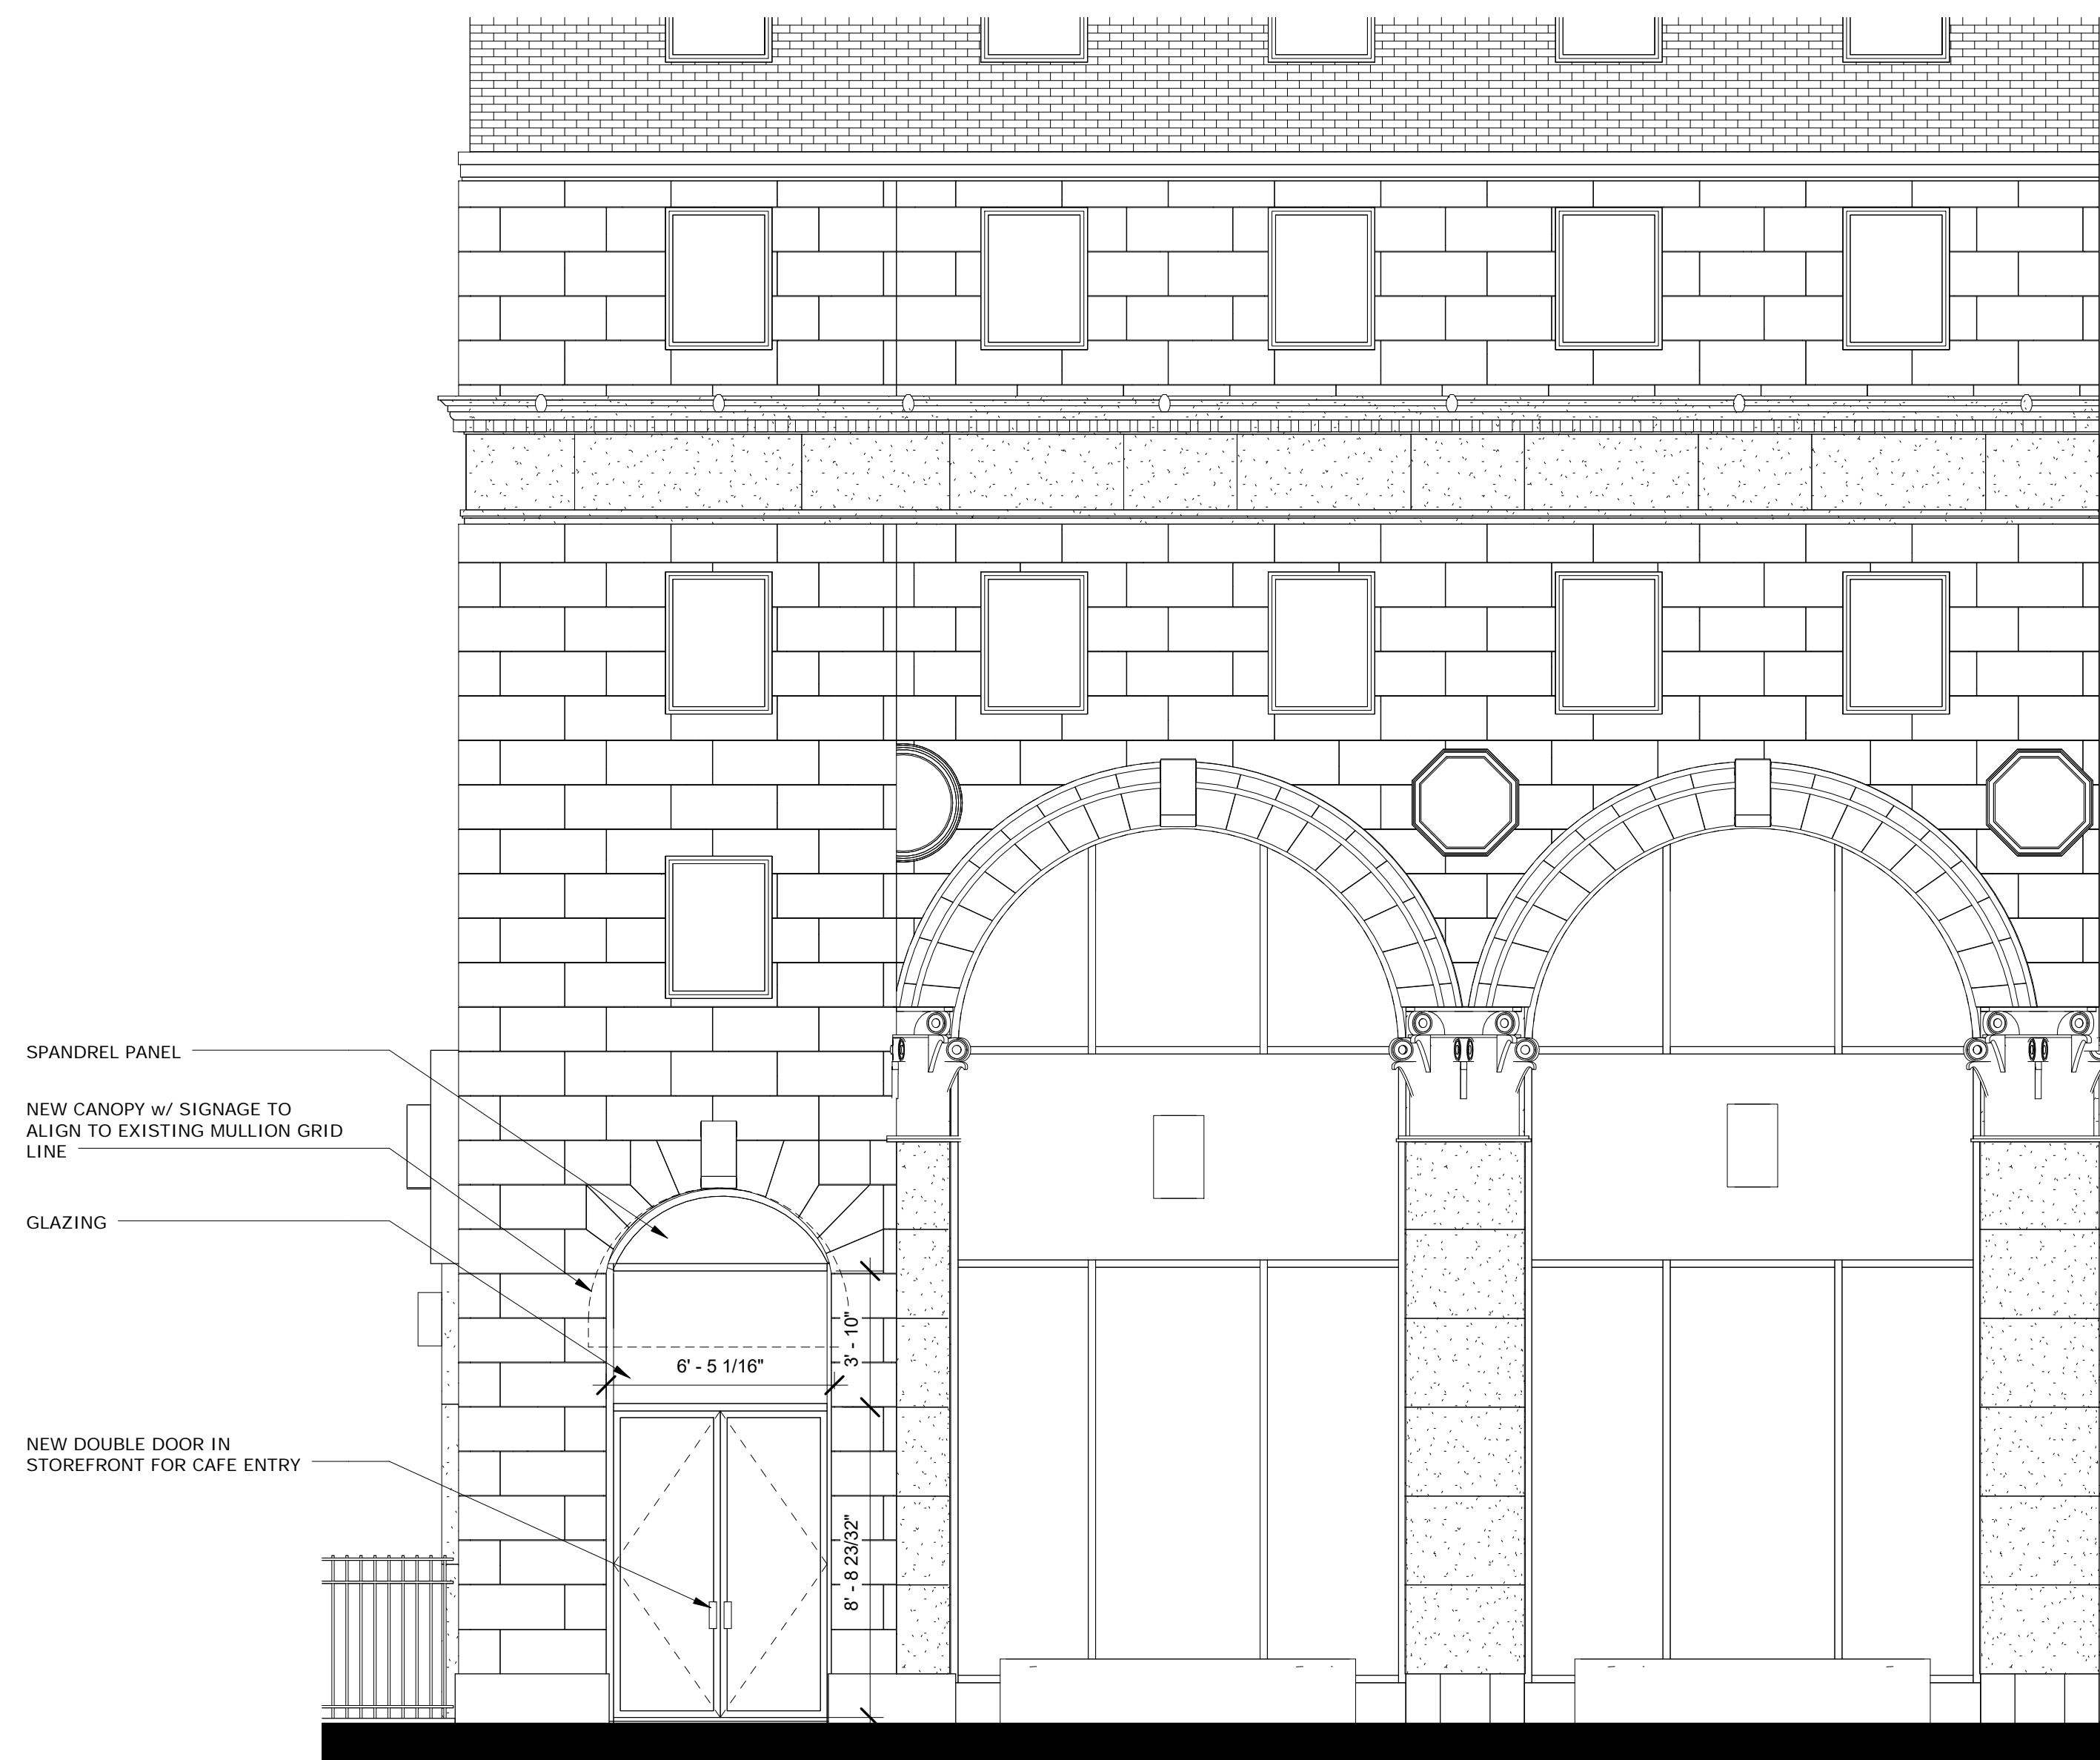 SPANDREL PANEL
NEW CANOPY w/ SIGNAGE TO
ALIGN TO EXISTING MULLION GRID
LINE
GLAZING
3' - 10"
6' - 5 1/16"
NEW DOUBLE DOOR IN
STOREFRONT FOR CAFE ENTRY
8' - 8 23/32"